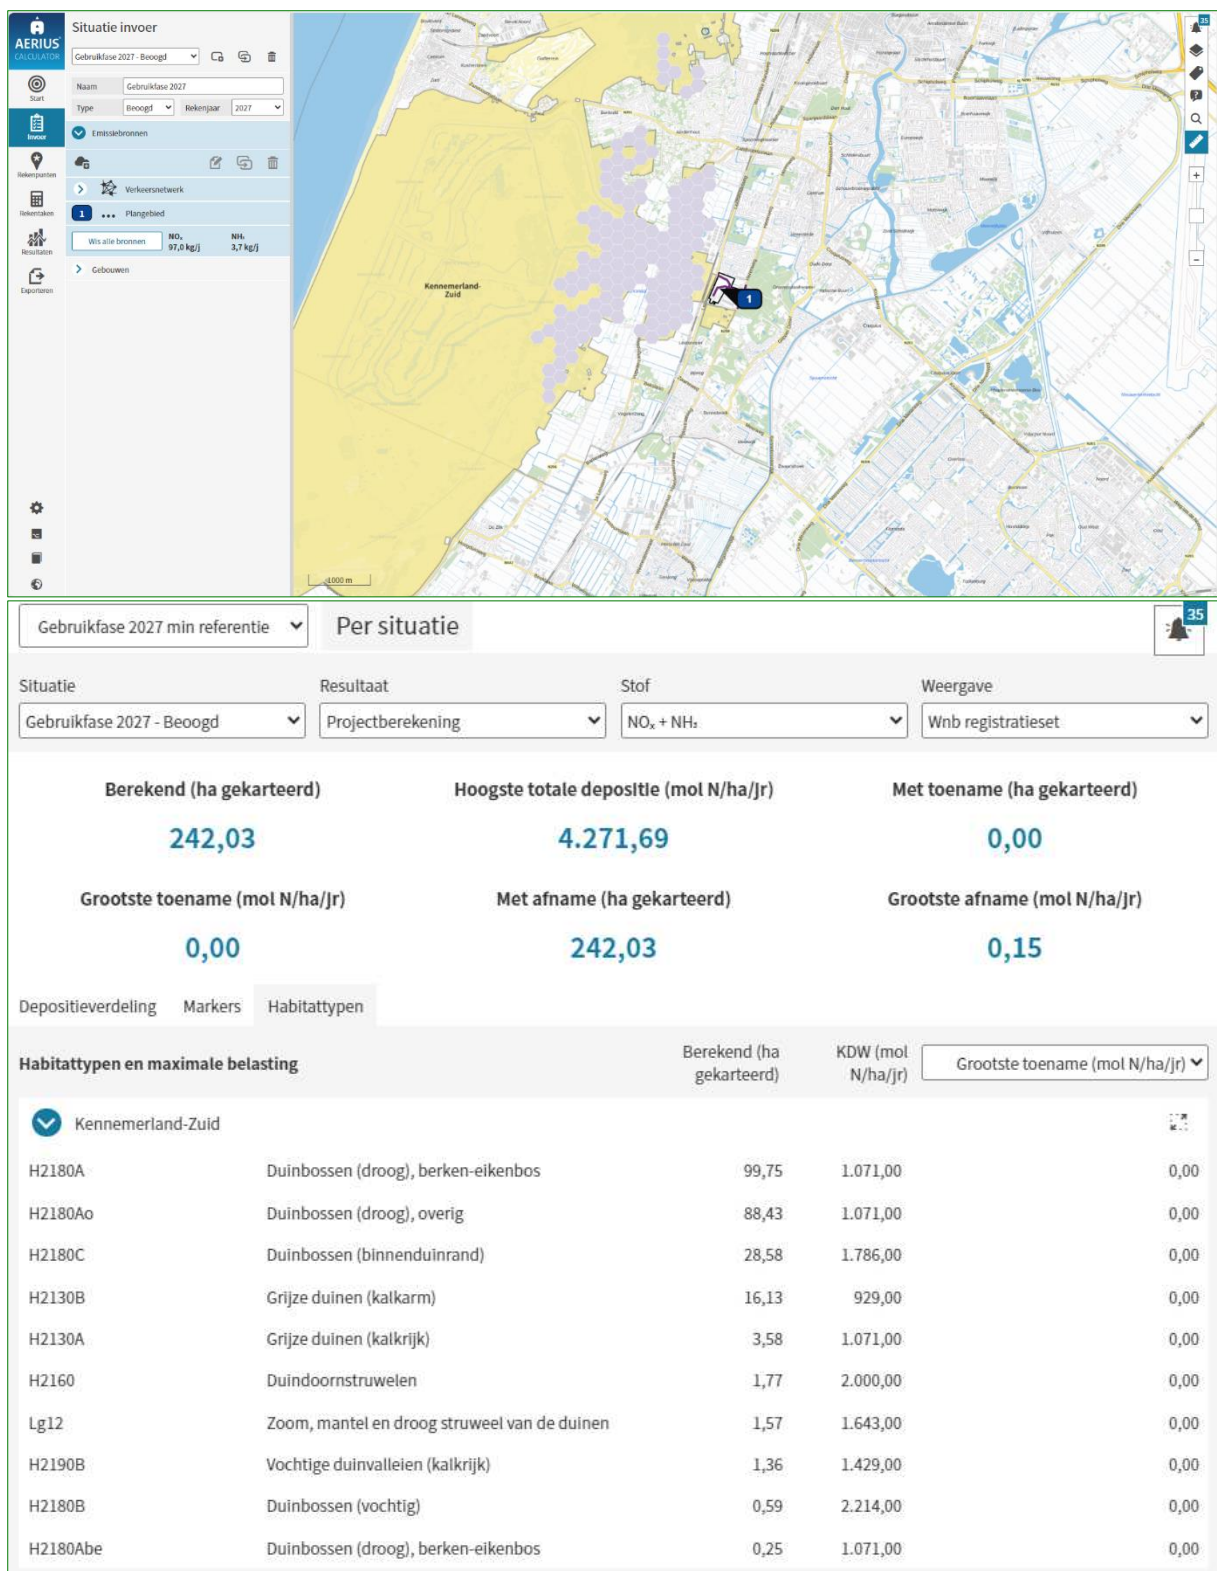 AERIUS
CALCULATOR
Situatie invoer
Gebruikfase 2027 - Beoogd
Naam Gebruikfase 2027
Type Beoogd Rekenjaar 2027
Start
Invoer
Rekenpunten
Rekentaken
Resultaten
Exporteren
Emissiebronnen
Verkeersnetwerk
1 Plangebied
Wis alle bronnen
NOₓ 97,0 kg/j
NH₃ 3,7 kg/j
Gebouwen
Kennemerland-
Zuid
1
1000 m
35
Gebruikfase 2027 min referentie Per situatie 35
Situatie Resultaat Stof Weergave
Gebruikfase 2027 - Beoogd Projectberekening NOₓ + NH₃ Wnb registratieset
Berekend (ha gekarteerd) Hoogste totale depositie (mol N/ha/jr) Met toename (ha gekarteerd)
242,03 4.271,69 0,00
Grootste toename (mol N/ha/jr) Met afname (ha gekarteerd) Grootste afname (mol N/ha/jr)
0,00 242,03 0,15
Depositieverdeling Markers Habitattypen
Habitattypen en maximale belasting Berekend (ha gekarteerd) KDW (mol N/ha/jr) Grootste toename (mol N/ha/jr)
Kennemerland-Zuid
H2180A Duinbossen (droog), berken-eikenbos 99,75 1.071,00 0,00
H2180Ao Duinbossen (droog), overig 88,43 1.071,00 0,00
H2180C Duinbossen (binnenduinrand) 28,58 1.786,00 0,00
H2130B Grijze duinen (kalkarm) 16,13 929,00 0,00
H2130A Grijze duinen (kalkrijk) 3,58 1.071,00 0,00
H2160 Duindoornstruwelen 1,77 2.000,00 0,00
Lg12 Zoom, mantel en droog struweel van de duinen 1,57 1.643,00 0,00
H2190B Vochtige duinvalleien (kalkrijk) 1,36 1.429,00 0,00
H2180B Duinbossen (vochtig) 0,59 2.214,00 0,00
H2180Abe Duinbossen (droog), berken-eikenbos 0,25 1.071,00 0,00